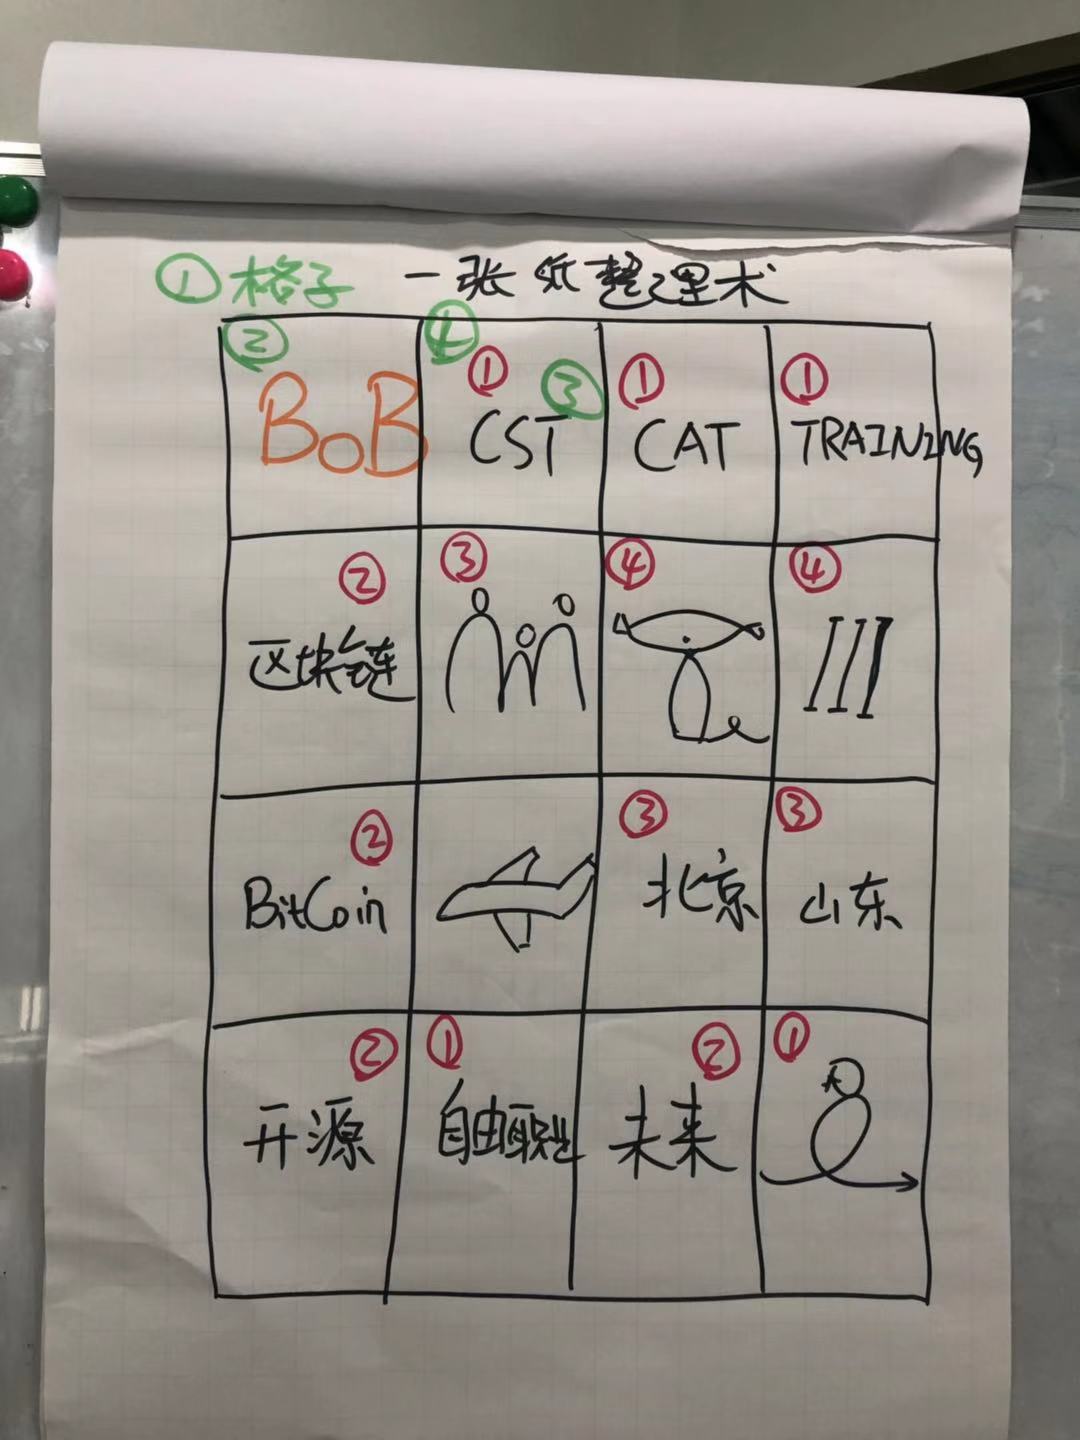 ① 格子 一张纸整理术
② ④ ① ③ ① ①
BOB CST CAT TRAINING
② ③ ④ ④
区块链
② ③ ③
BitCoin 北京 山东
② ① ② ①
开源 自由职业 未来